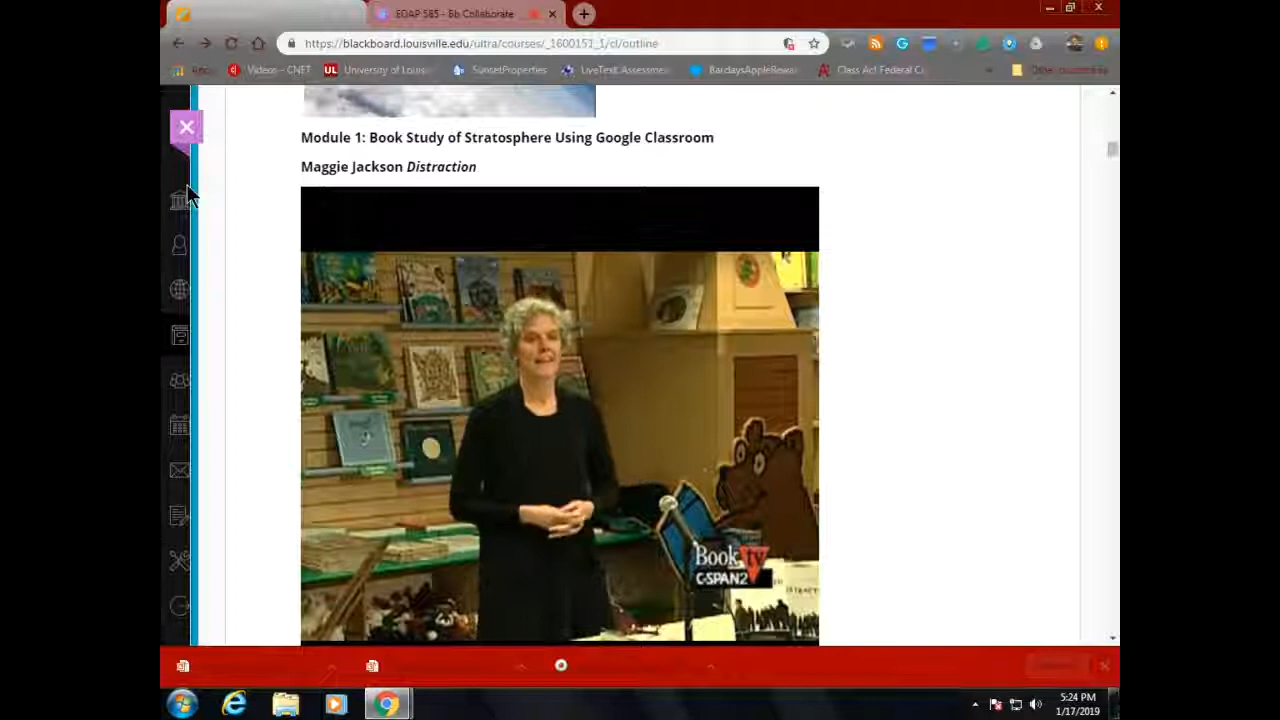 EDAP 585 - Bb Collaborate
https://blackboard.louisville.edu/ultra/courses/_1600151_1/cl/outline
Videos - CNET
University of Louis
SunsetProperties
LiveText Assessme
BarclaysAppleRewar
Class Act Federal C
Module 1: Book Study of Stratosphere Using Google Classroom
Maggie Jackson Distraction
Book tv
C-SPAN2
5:24 PM
1/17/2019